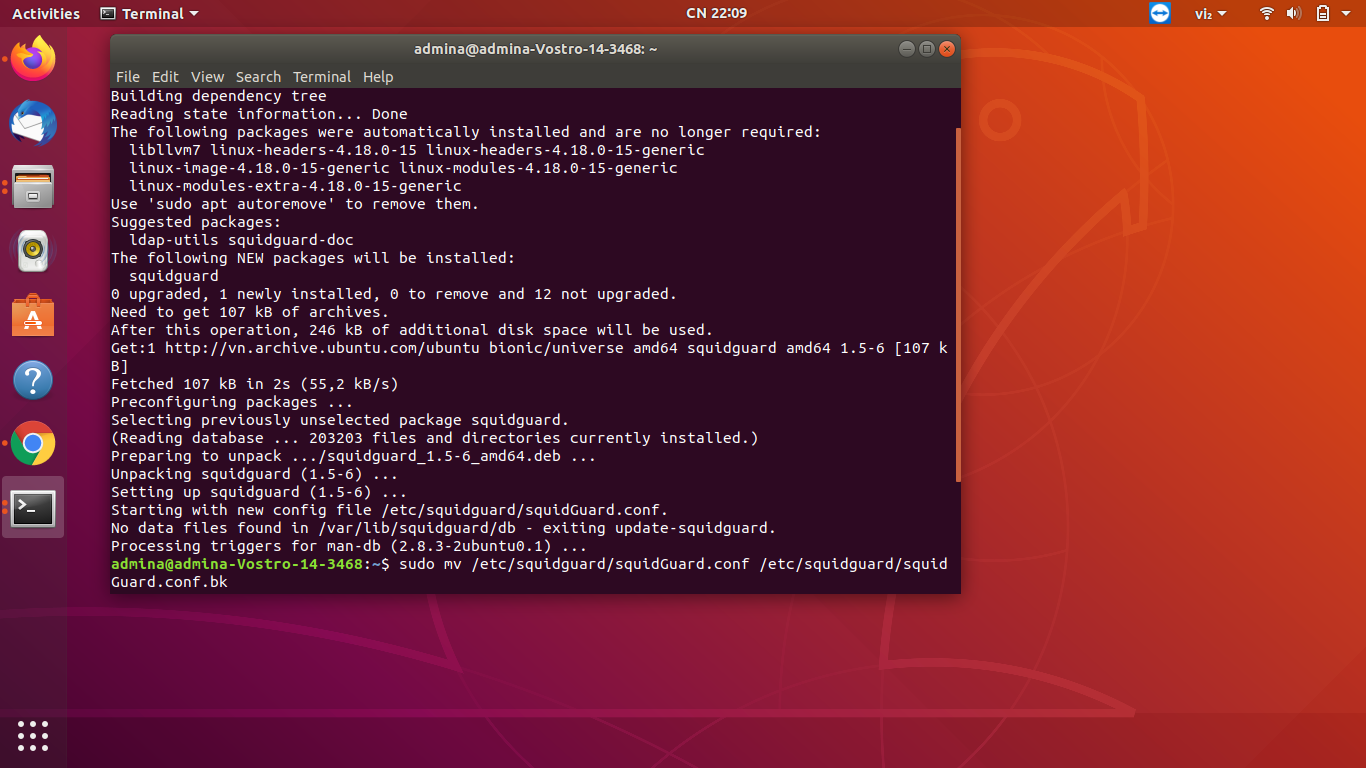 Activities
Terminal
CN 22:09
vi₂
admina@admina-Vostro-14-3468: ~
File Edit View Search Terminal Help
Building dependency tree
Reading state information... Done
The following packages were automatically installed and are no longer required:
  libllvm7 linux-headers-4.18.0-15 linux-headers-4.18.0-15-generic
  linux-image-4.18.0-15-generic linux-modules-4.18.0-15-generic
  linux-modules-extra-4.18.0-15-generic
Use 'sudo apt autoremove' to remove them.
Suggested packages:
  ldap-utils squidguard-doc
The following NEW packages will be installed:
  squidguard
0 upgraded, 1 newly installed, 0 to remove and 12 not upgraded.
Need to get 107 kB of archives.
After this operation, 246 kB of additional disk space will be used.
Get:1 http://vn.archive.ubuntu.com/ubuntu bionic/universe amd64 squidguard amd64 1.5-6 [107 k
B]
Fetched 107 kB in 2s (55,2 kB/s)
Preconfiguring packages ...
Selecting previously unselected package squidguard.
(Reading database ... 203203 files and directories currently installed.)
Preparing to unpack .../squidguard_1.5-6_amd64.deb ...
Unpacking squidguard (1.5-6) ...
Setting up squidguard (1.5-6) ...
Starting with new config file /etc/squidguard/squidGuard.conf.
No data files found in /var/lib/squidguard/db - exiting update-squidguard.
Processing triggers for man-db (2.8.3-2ubuntu0.1) ...
admina@admina-Vostro-14-3468:~$ sudo mv /etc/squidguard/squidGuard.conf /etc/squidguard/squid
Guard.conf.bk